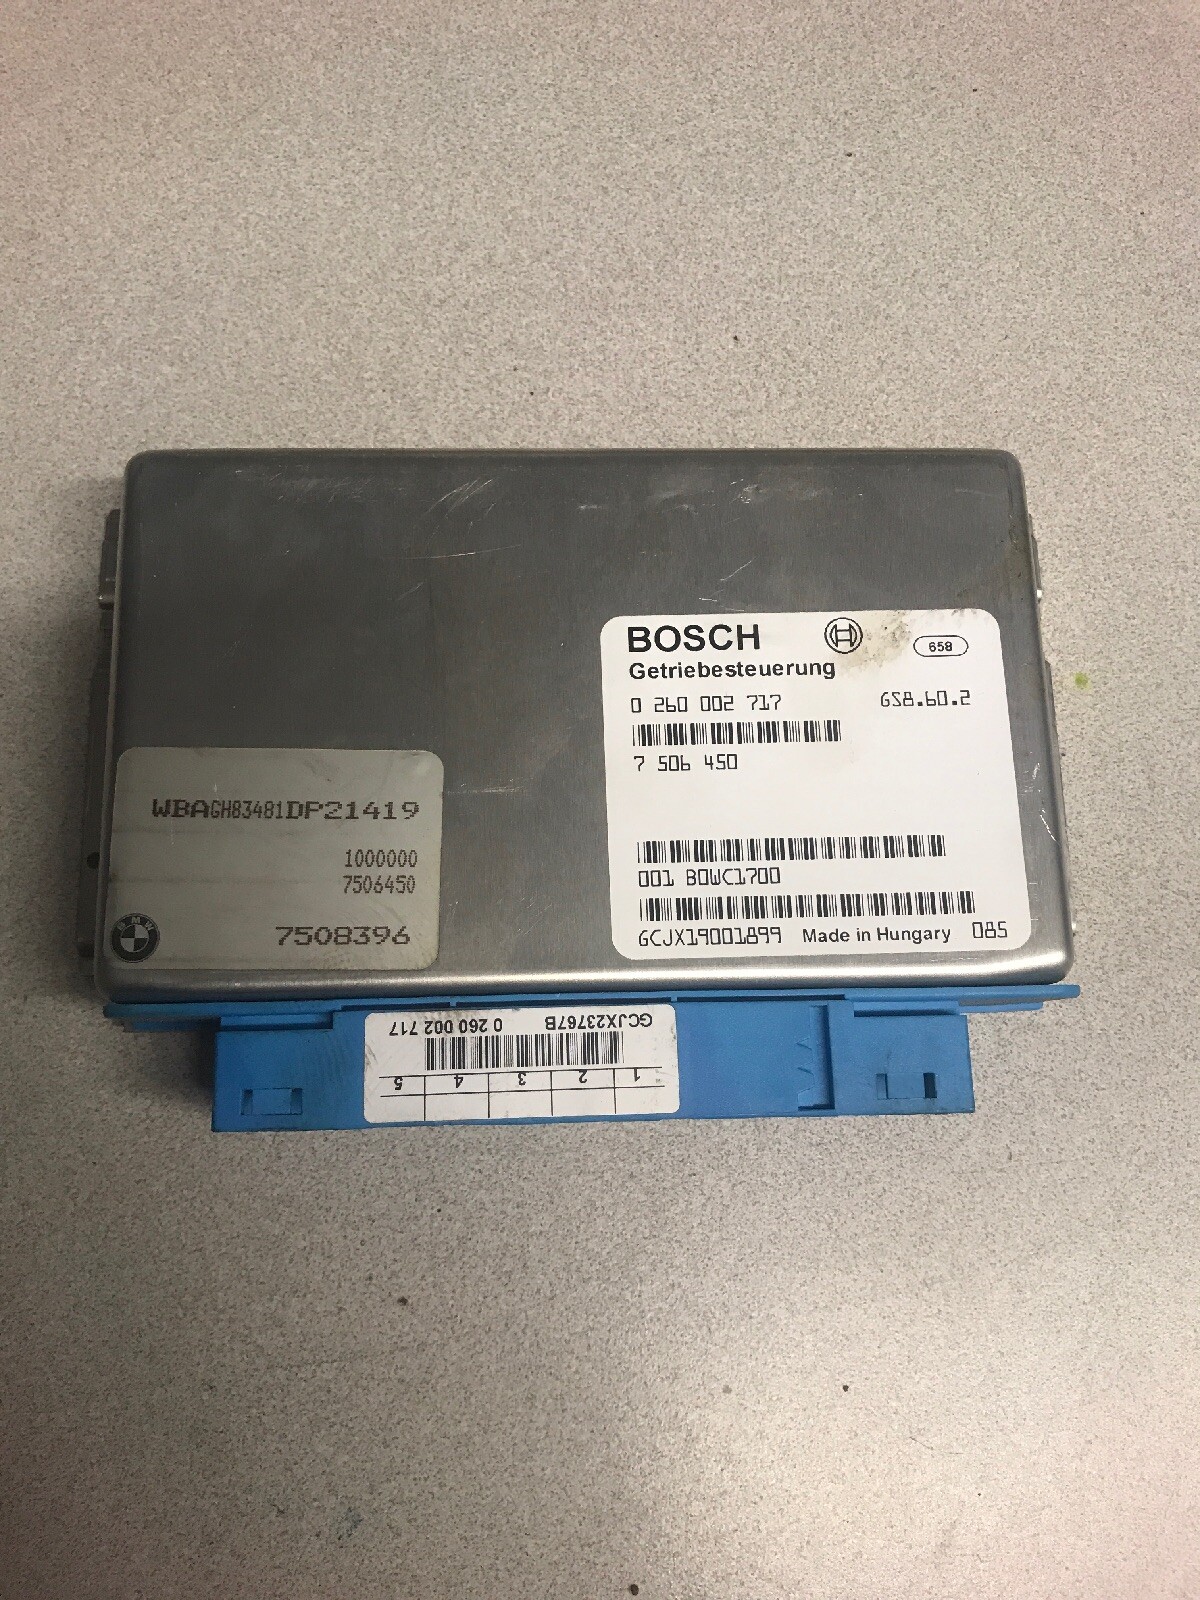 BOSCH
658
Getriebesteuerung
0 260 002 717 GS8.60.2
7 506 450
001 B0WC1700
GCJX19001899 Made in Hungary 085
WBAGH83481DP21419
1000000
7506450
BMW
7508396
GCJX23767B 0 260 002 717
1 2 3 4 5